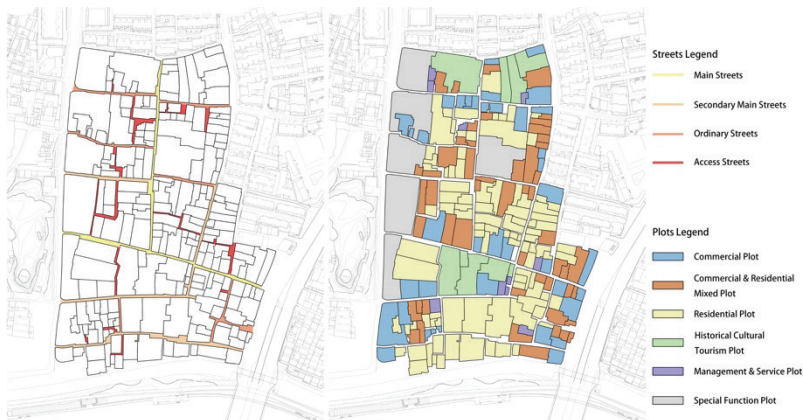 Streets Legend
Main Streets
Secondary Main Streets
Ordinary Streets
Access Streets
Plots Legend
Commercial Plot
Commercial & Residential
Mixed Plot
Residential Plot
Historical Cultural
Tourism Plot
Management & Service Plot
Special Function Plot